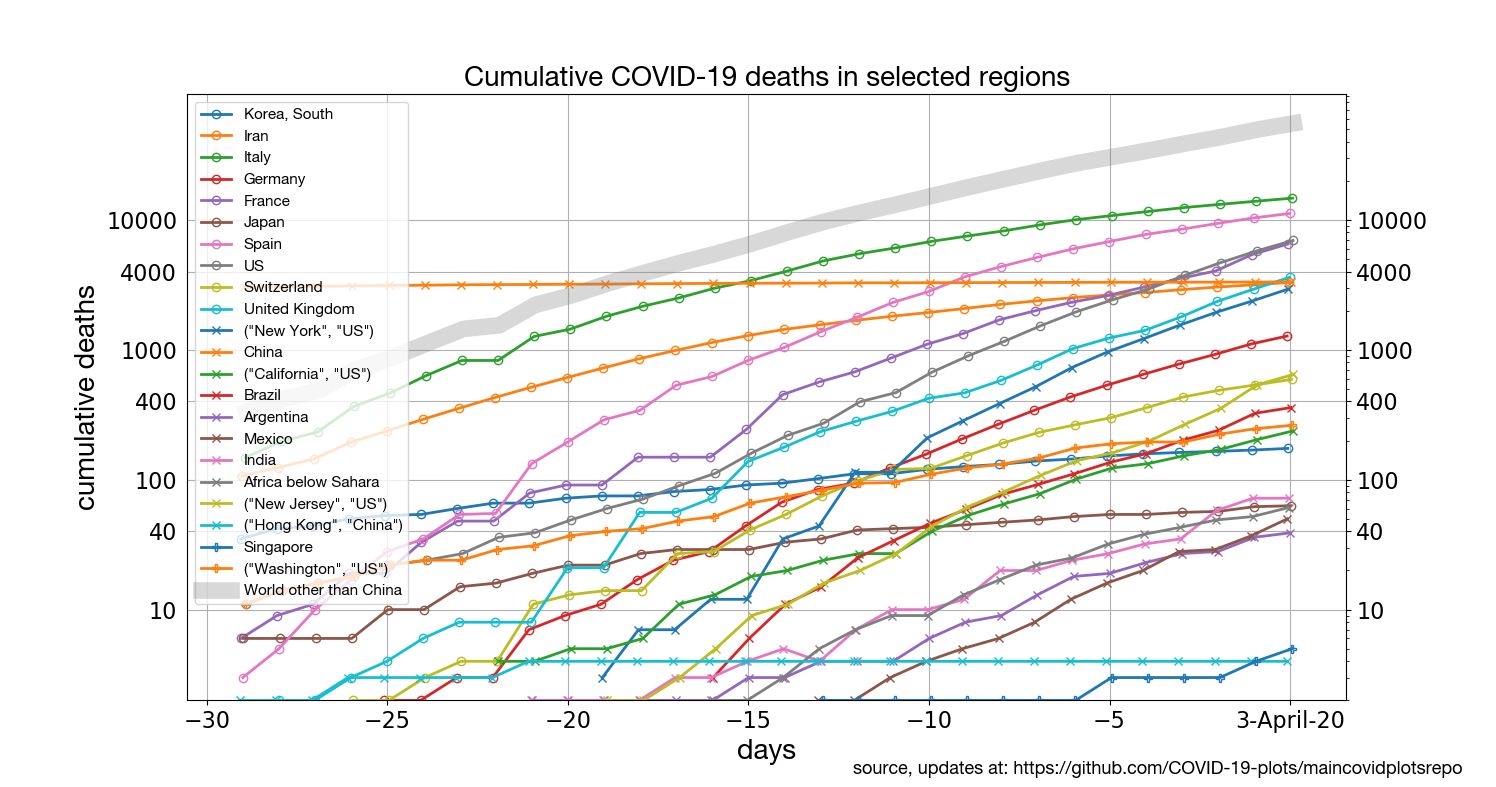 Cumulative COVID-19 deaths in selected regions
Korea, South
Iran
Italy
Germany
France
Japan
Spain
US
Switzerland
United Kingdom
("New York", "US")
China
("California", "US")
Brazil
Argentina
Mexico
India
Africa below Sahara
("New Jersey", "US")
("Hong Kong", "China")
Singapore
("Washington", "US")
World other than China
cumulative deaths
10000
4000
1000
400
100
40
10
10000
4000
1000
400
100
40
10
−30
−25
−20
−15
−10
−5
3-April-20
days
source, updates at: https://github.com/COVID-19-plots/maincovidplotsrepo